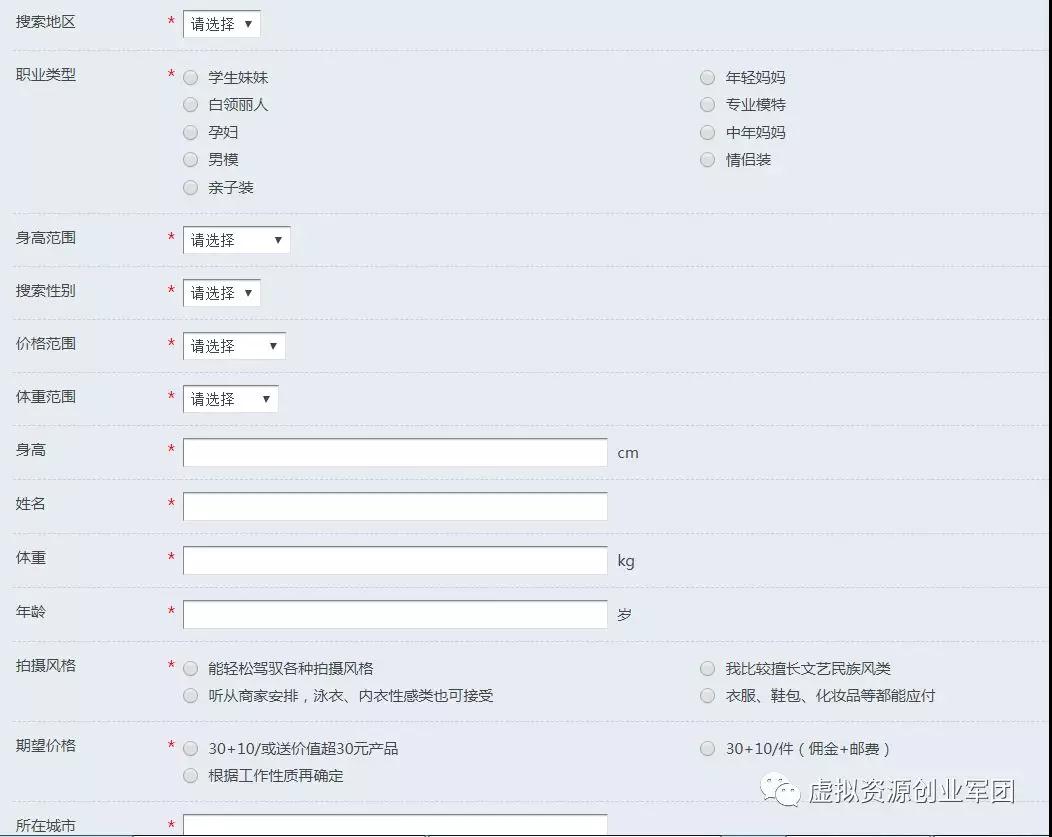 搜索地区 * 请选择
职业类型 * 学生妹妹 年轻妈妈
白领丽人 专业模特
孕妇 中年妈妈
男模 情侣装
亲子装
身高范围 * 请选择
搜索性别 * 请选择
价格范围 * 请选择
体重范围 * 请选择
身高 * cm
姓名 *
体重 * kg
年龄 * 岁
拍摄风格 * 能轻松驾驭各种拍摄风格 我比较擅长文艺民族风类
听从商家安排，泳衣、内衣性感类也可接受 衣服、鞋包、化妆品等都能应付
期望价格 * 30+10/或送价值超30元产品 30+10/件（佣金+邮费）
根据工作性质再确定
虚拟资源创业军团
所在城市 *